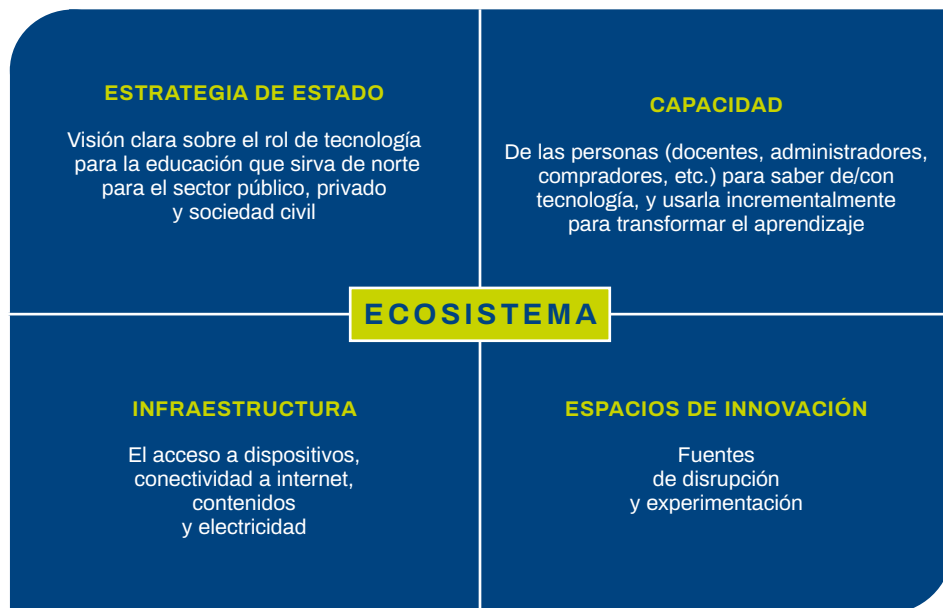 ESTRATEGIA DE ESTADO
Visión clara sobre el rol de tecnología
para la educación que sirva de norte
para el sector público, privado
y sociedad civil
CAPACIDAD
De las personas (docentes, administradores,
compradores, etc.) para saber de/con
tecnología, y usarla incrementalmente
para transformar el aprendizaje
ECOSISTEMA
INFRAESTRUCTURA
El acceso a dispositivos,
conectividad a internet,
contenidos
y electricidad
ESPACIOS DE INNOVACIÓN
Fuentes
de disrupción
y experimentación